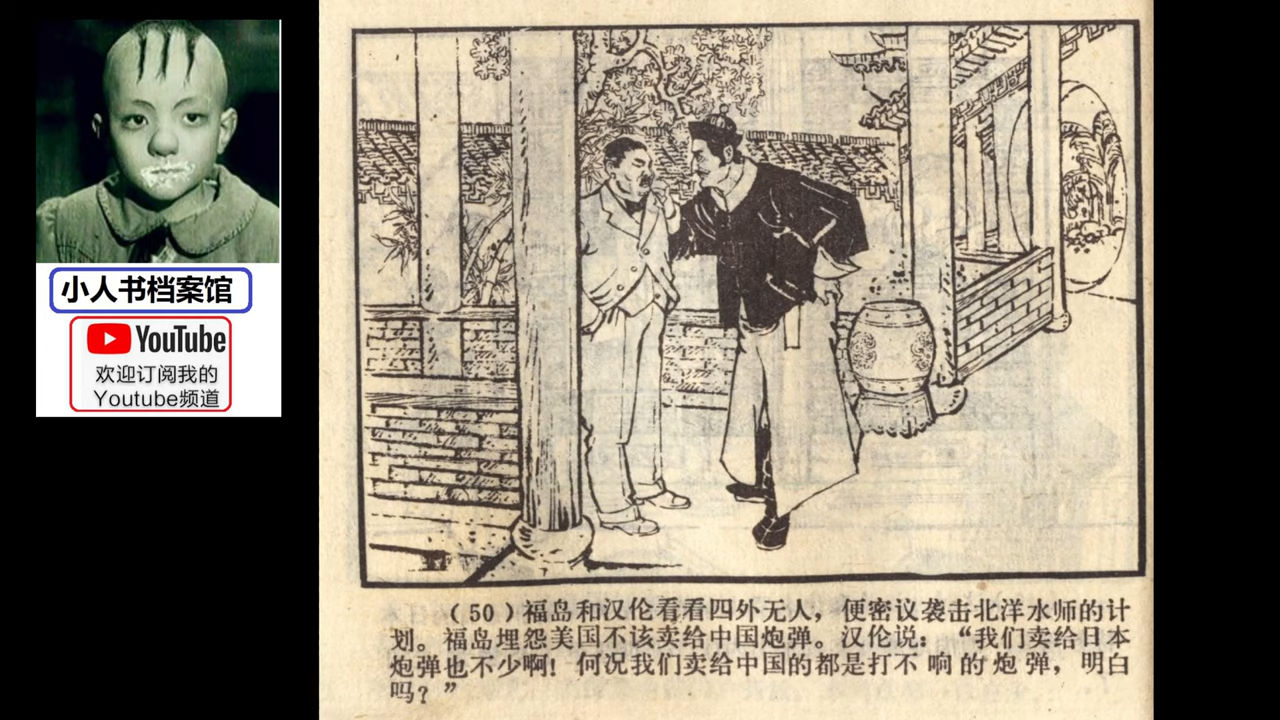 小人书档案馆
YouTube
欢迎订阅我的
Youtube频道
（50）福岛和汉伦看看四外无人，便密议袭击北洋水师的计
划。福岛埋怨美国不该卖给中国炮弹。汉伦说：“我们卖给日本
炮弹也不少啊！何况我们卖给中国的都是打不响的炮弹，明白
吗？”